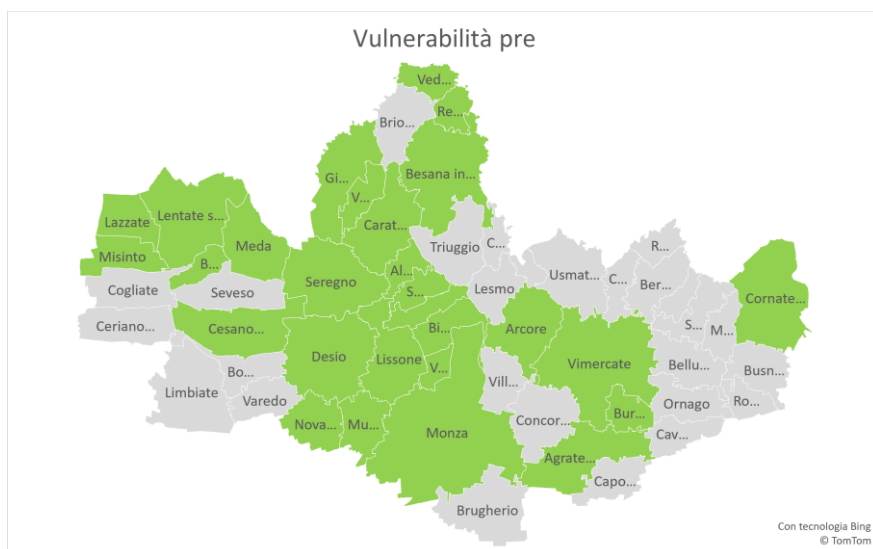 Vulnerabilità pre
Ved...
Re...
Brio...
Besana in...
Gi...
V...
Carat...
Lentate s...
Lazzate
Meda
Misinto
B...
Triuggio
C...
Usmat...
R...
C...
Ber...
Cogliate
Seveso
Seregno
Al...
S...
Lesmo
Cornate...
Ceriano...
Cesano...
Bi...
Arcore
S...
M...
Desio
Lissone
V...
Vimercate
Bellu...
Busn...
Bo...
Limbiate
Varedo
Vill...
Ornago
Ro...
Nova...
Mu...
Monza
Concor...
Bur...
Cav...
Agrate...
Capo...
Brugherio
Con tecnologia Bing
© TomTom